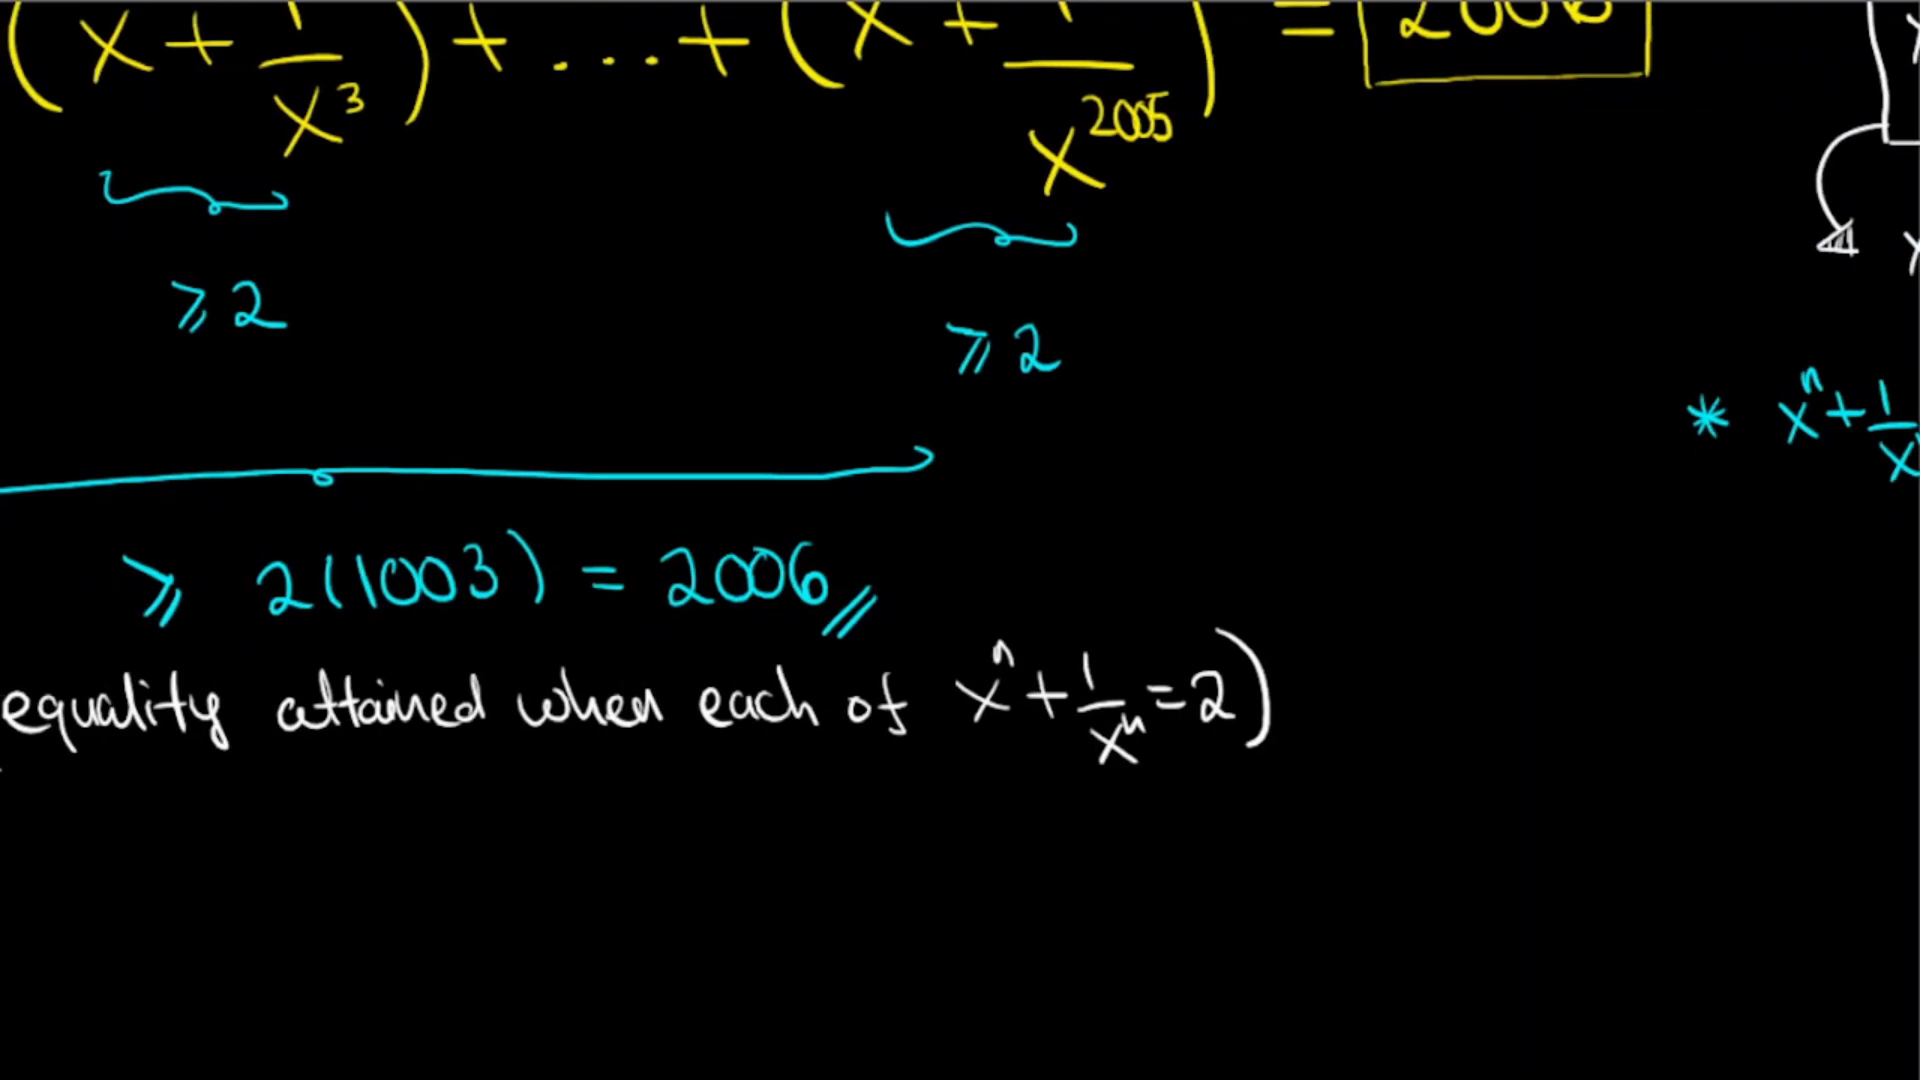 (x + 1/x³) + ... + (x + 1/x²⁰⁰⁵) = 2006
≥ 2
≥ 2
* xⁿ + 1/x
≥ 2(1003) = 2006
equality attained when each of xⁿ + 1/xⁿ = 2)